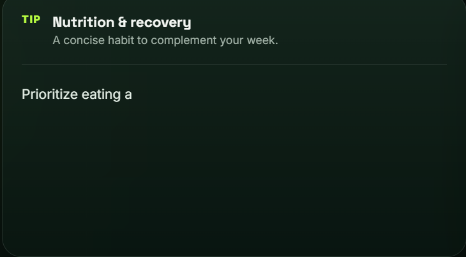 TIP Nutrition & recovery
A concise habit to complement your week.
Prioritize eating a